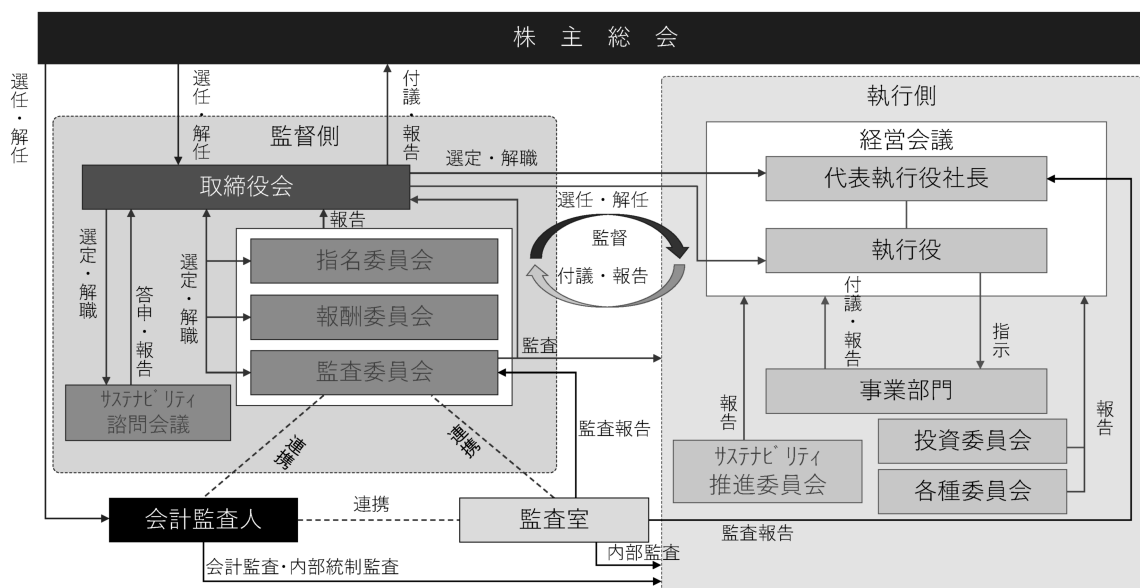 株主総会
選任・解任
選任・解任
付議・報告
監督側
取締役会
選定・解職
選任・解任
監督
付議・報告
報告
指名委員会
報酬委員会
監査委員会
選定・解職
答申・報告
選定・解職
ｻｽﾃﾅﾋﾞﾘﾃｨ
諮問会議
監査
連携
連携
監査報告
会計監査人
連携
監査室
会計監査・内部統制監査
内部監査
監査報告
執行側
経営会議
代表執行役社長
執行役
付議・報告
指示
事業部門
報告
ｻｽﾃﾅﾋﾞﾘﾃｨ
推進委員会
投資委員会
各種委員会
報告